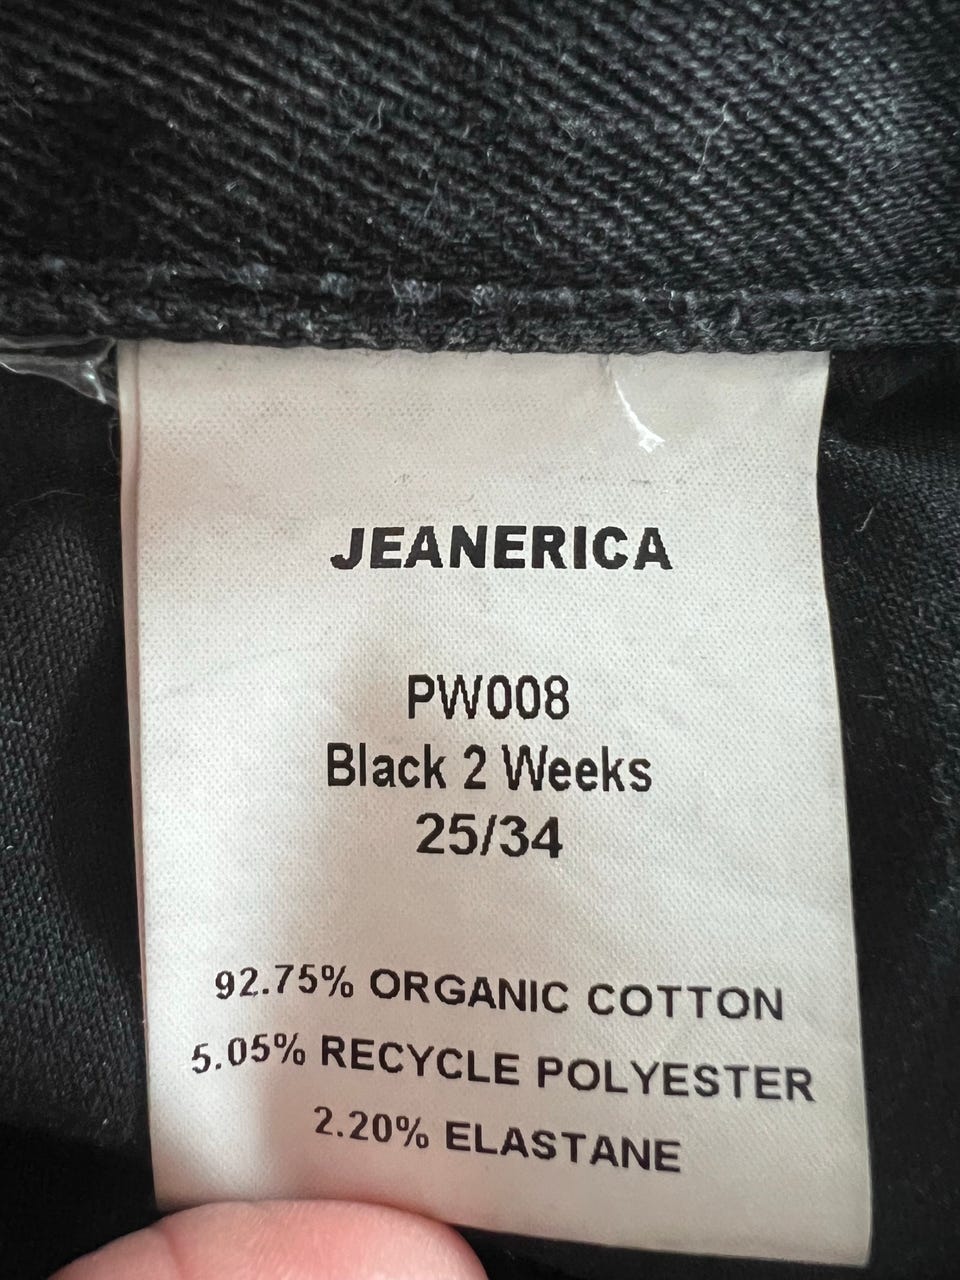 JEANERICA
PW008
Black 2 Weeks
25/34
92.75% ORGANIC COTTON
5.05% RECYCLE POLYESTER
2.20% ELASTANE